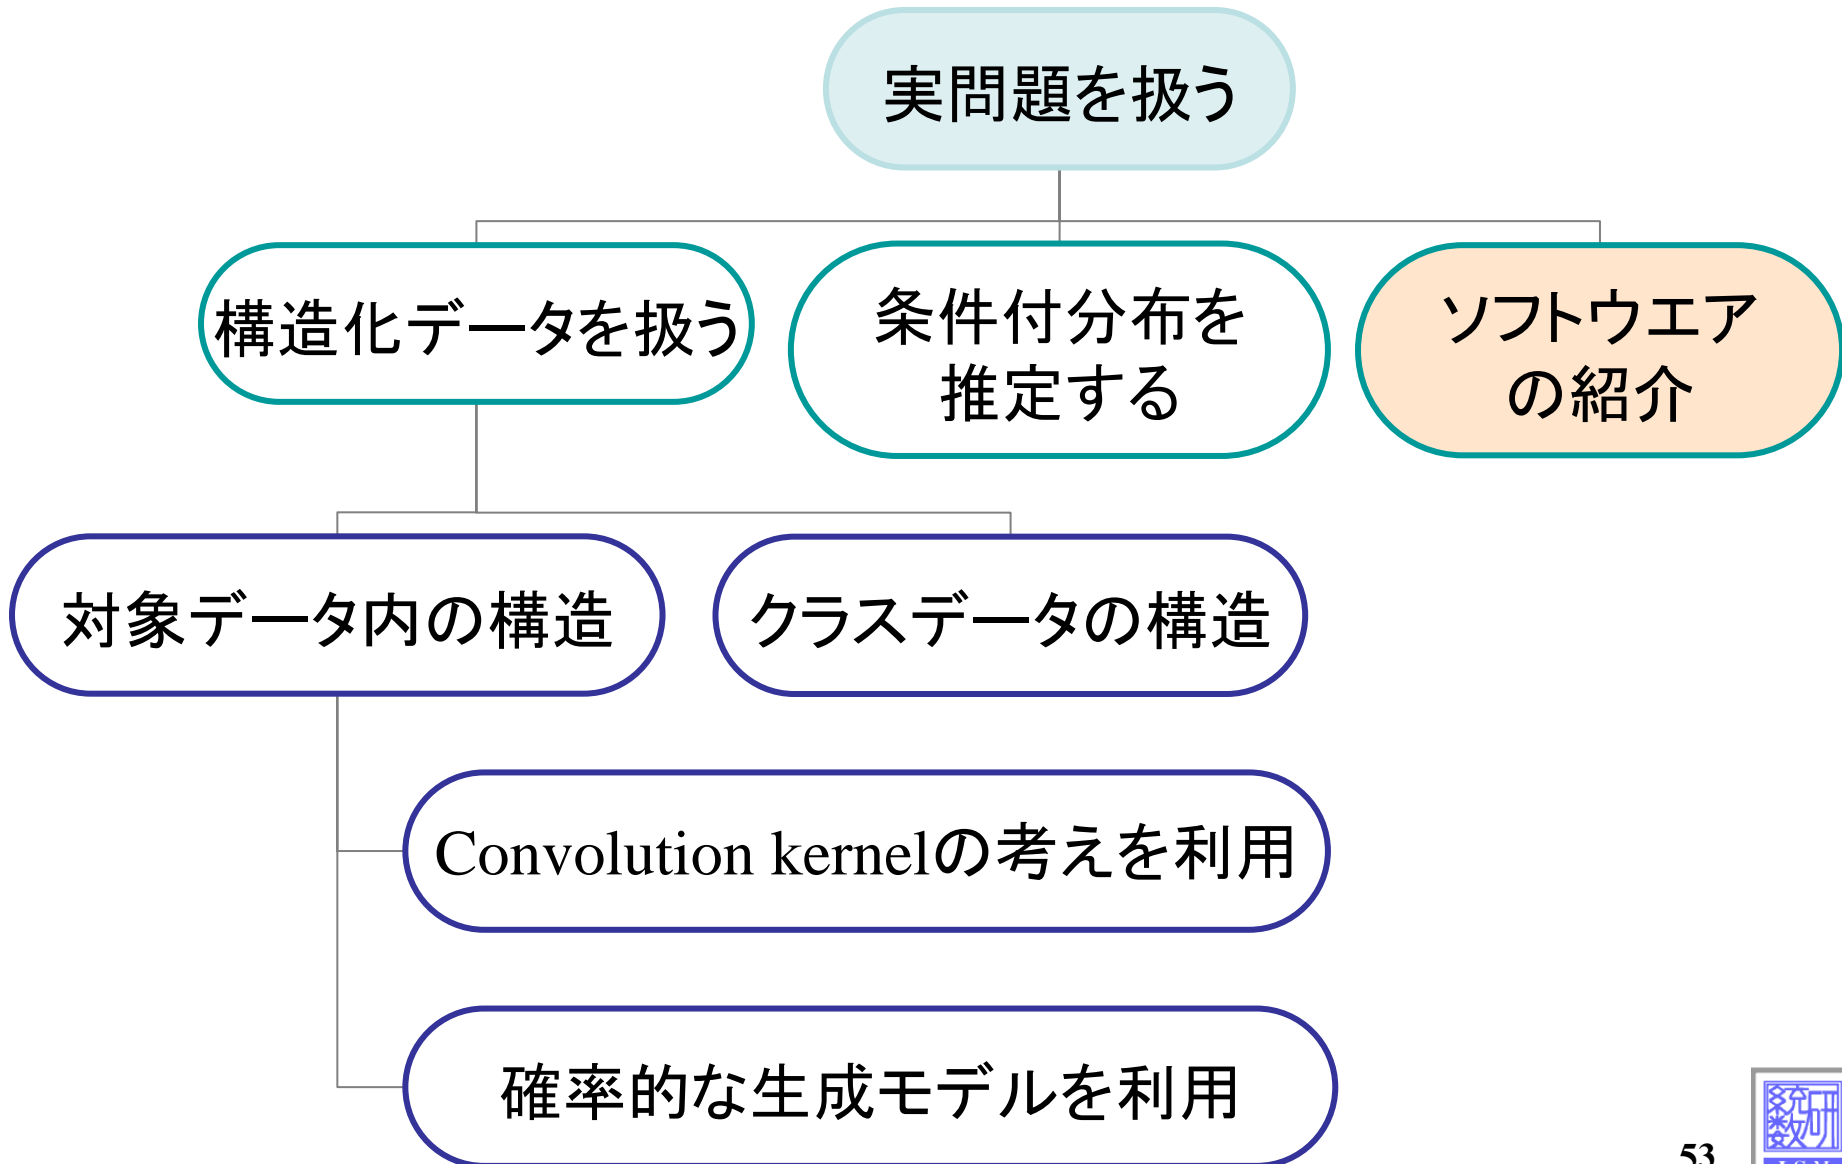 実問題を扱う
構造化データを扱う
条件付分布を
推定する
ソフトウエア
の紹介
対象データ内の構造
クラスデータの構造
Convolution kernelの考えを利用
確率的な生成モデルを利用
53
統研
数